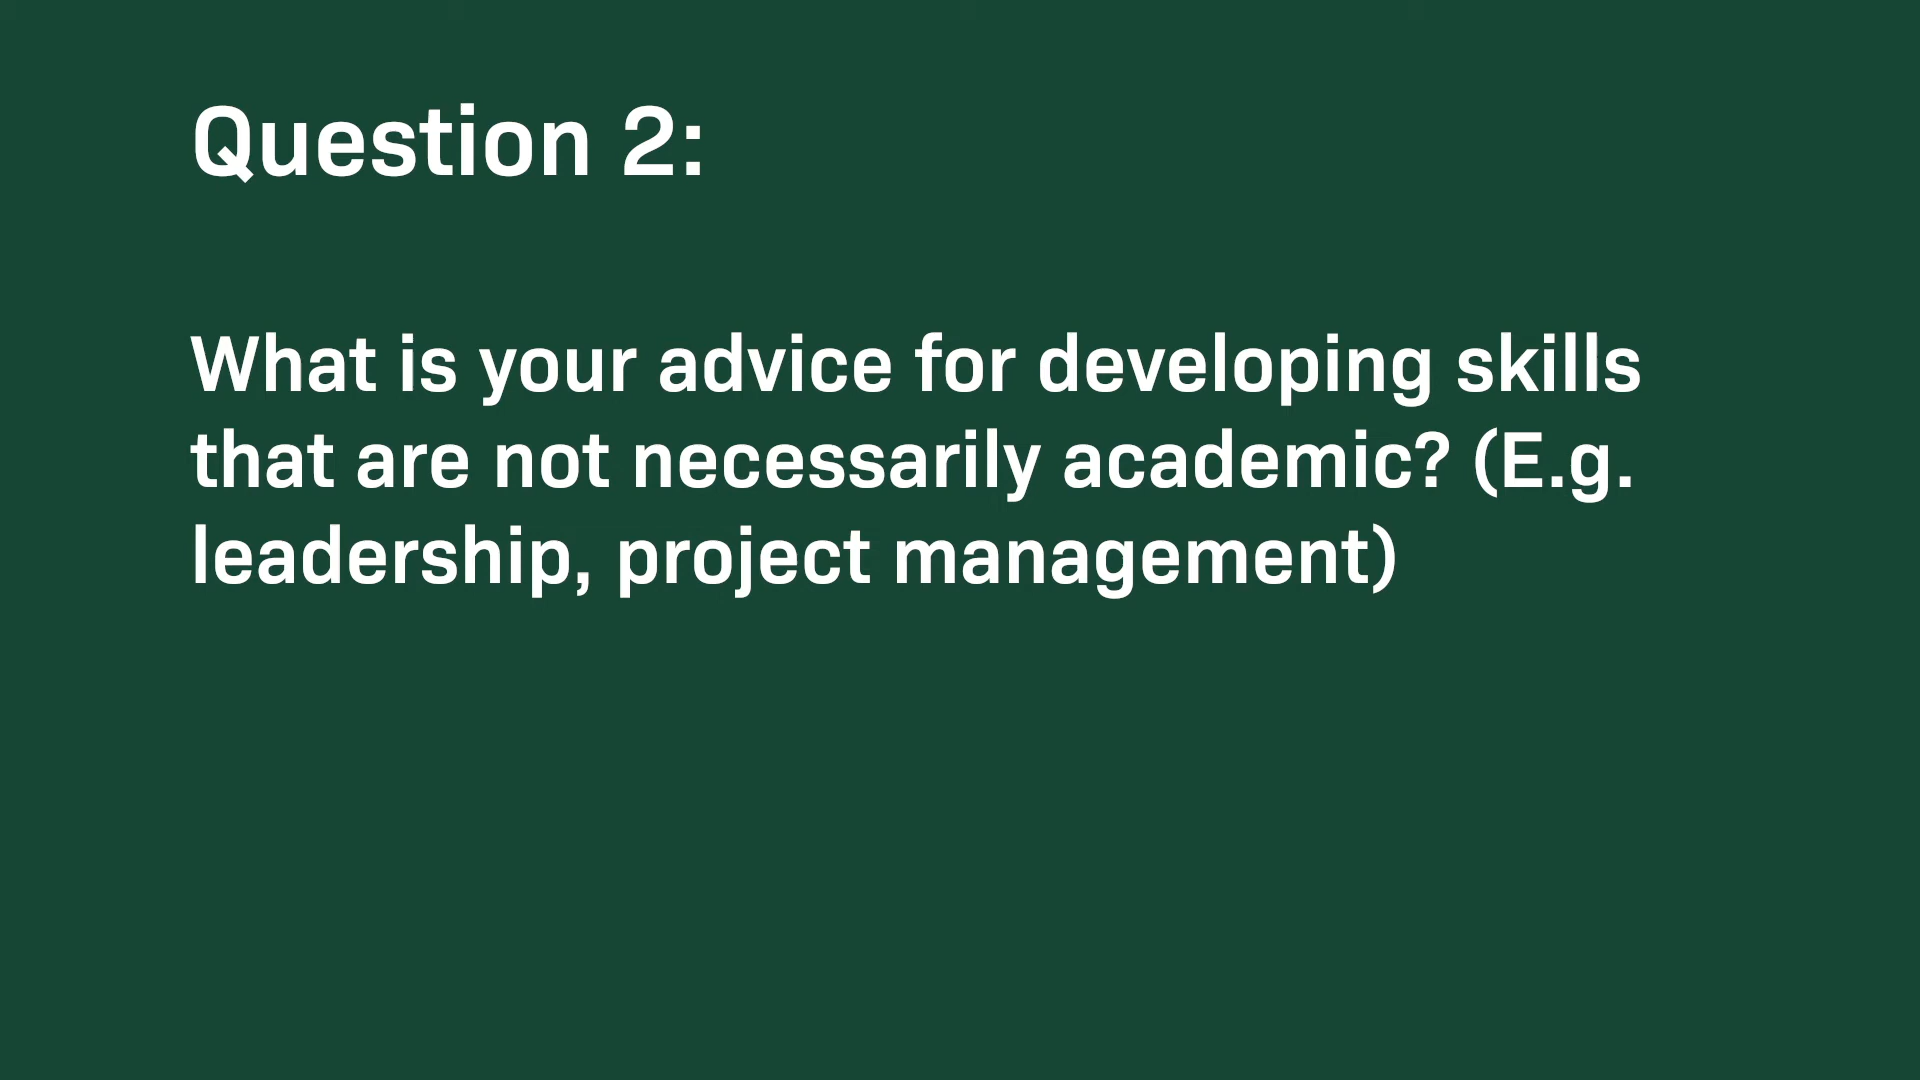 Question 2:
What is your advice for developing skills
that are not necessarily academic? (E.g.
leadership, project management)